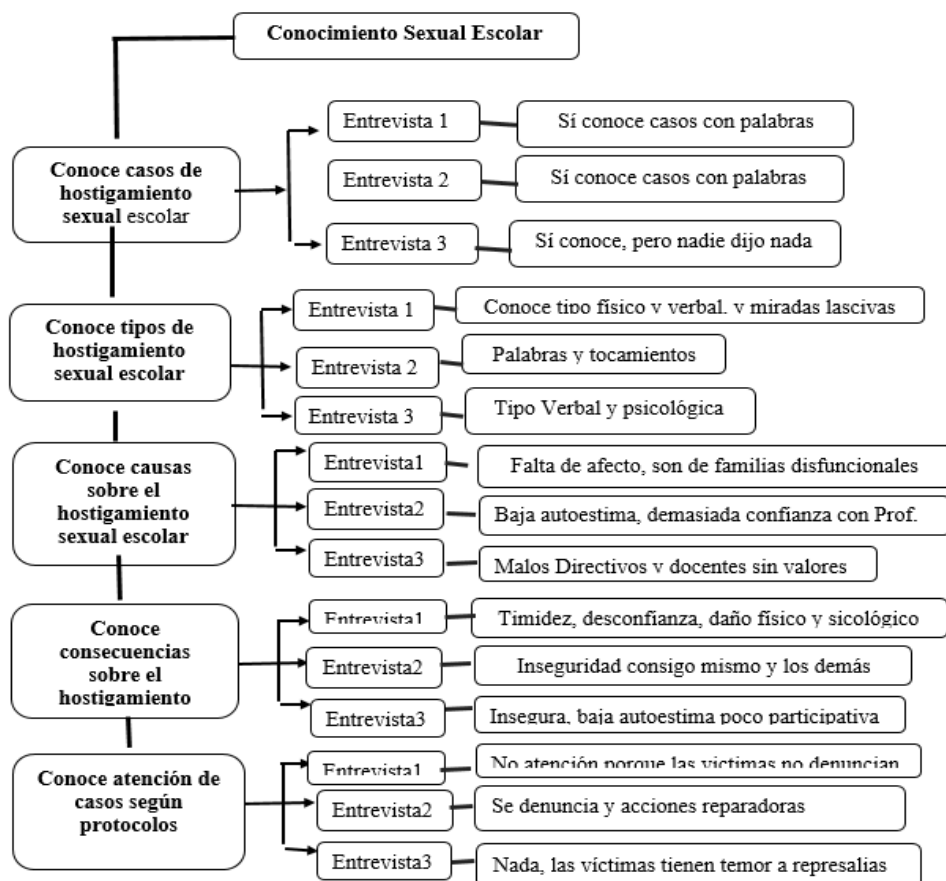 Conocimiento Sexual Escolar
Conoce casos de
hostigamiento
sexual escolar
Entrevista 1
Sí conoce casos con palabras
Entrevista 2
Sí conoce casos con palabras
Entrevista 3
Sí conoce, pero nadie dijo nada
Conoce tipos de
hostigamiento
sexual escolar
Entrevista 1
Conoce tipo físico y verbal, y miradas lascivas
Entrevista 2
Palabras y tocamientos
Entrevista 3
Tipo Verbal y psicológica
Conoce causas
sobre el
hostigamiento
sexual escolar
Entrevista1
Falta de afecto, son de familias disfuncionales
Entrevista2
Baja autoestima, demasiada confianza con Prof.
Entrevista3
Malos Directivos y docentes sin valores
Conoce
consecuencias
sobre el
hostigamiento
Entrevista1
Timidez, desconfianza, daño físico y sicológico
Entrevista2
Inseguridad consigo mismo y los demás
Entrevista3
Insegura, baja autoestima poco participativa
Conoce atención de
casos según
protocolos
Entrevista1
No atención porque las víctimas no denuncian
Entrevista2
Se denuncia y acciones reparadoras
Entrevista3
Nada, las víctimas tienen temor a represalias